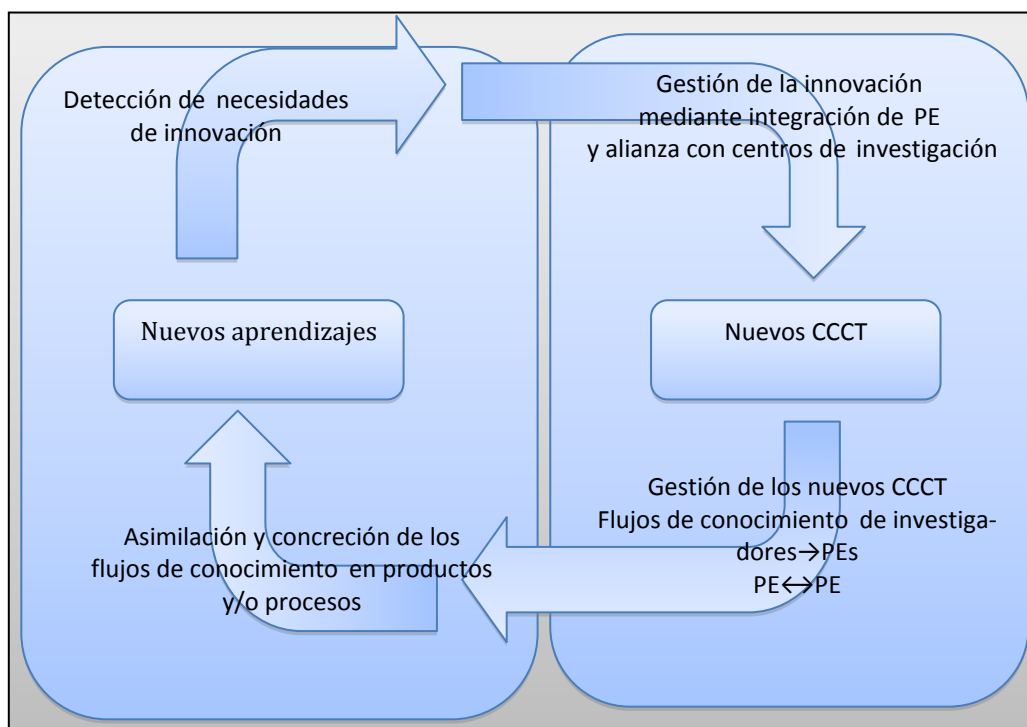 Detección de necesidades
de innovación
Gestión de la innovación
mediante integración de PE
y alianza con centros de investigación
Nuevos aprendizajes
Nuevos CCCT
Gestión de los nuevos CCCT
Flujos de conocimiento de investiga-
dores→PEs
PE↔PE
Asimilación y concreción de los
flujos de conocimiento en productos
y/o procesos